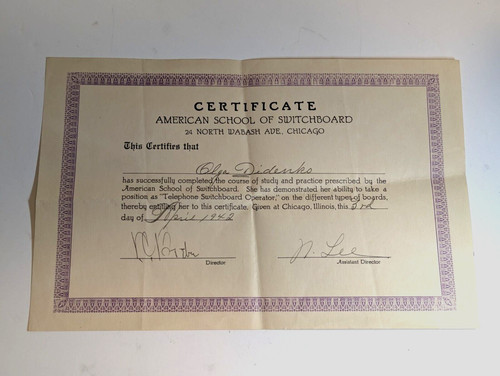 CERTIFICATE
AMERICAN SCHOOL OF SWITCHBOARD
24 NORTH WABASH AVE., CHICAGO
This Certifies that
Olga Didenko
has successfully completed the course of study and practice prescribed by the
American School of Switchboard. She has demonstrated her ability to take a
position as "Telephone Switchboard Operator," on the different types of boards,
thereby entitling her to this certificate. Given at Chicago, Illinois, this 3rd
day of April 1942
N. Lee
Director
Assistant Director